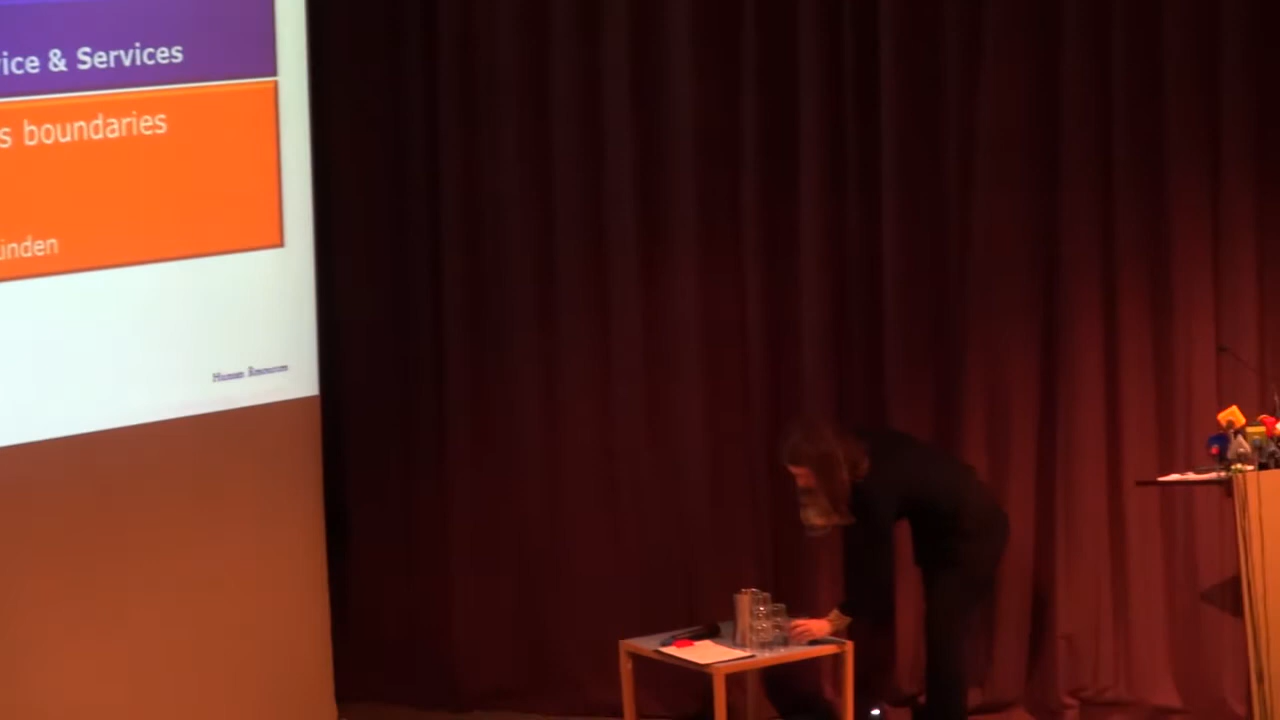 ice & Services
s boundaries
inden
Human Resources